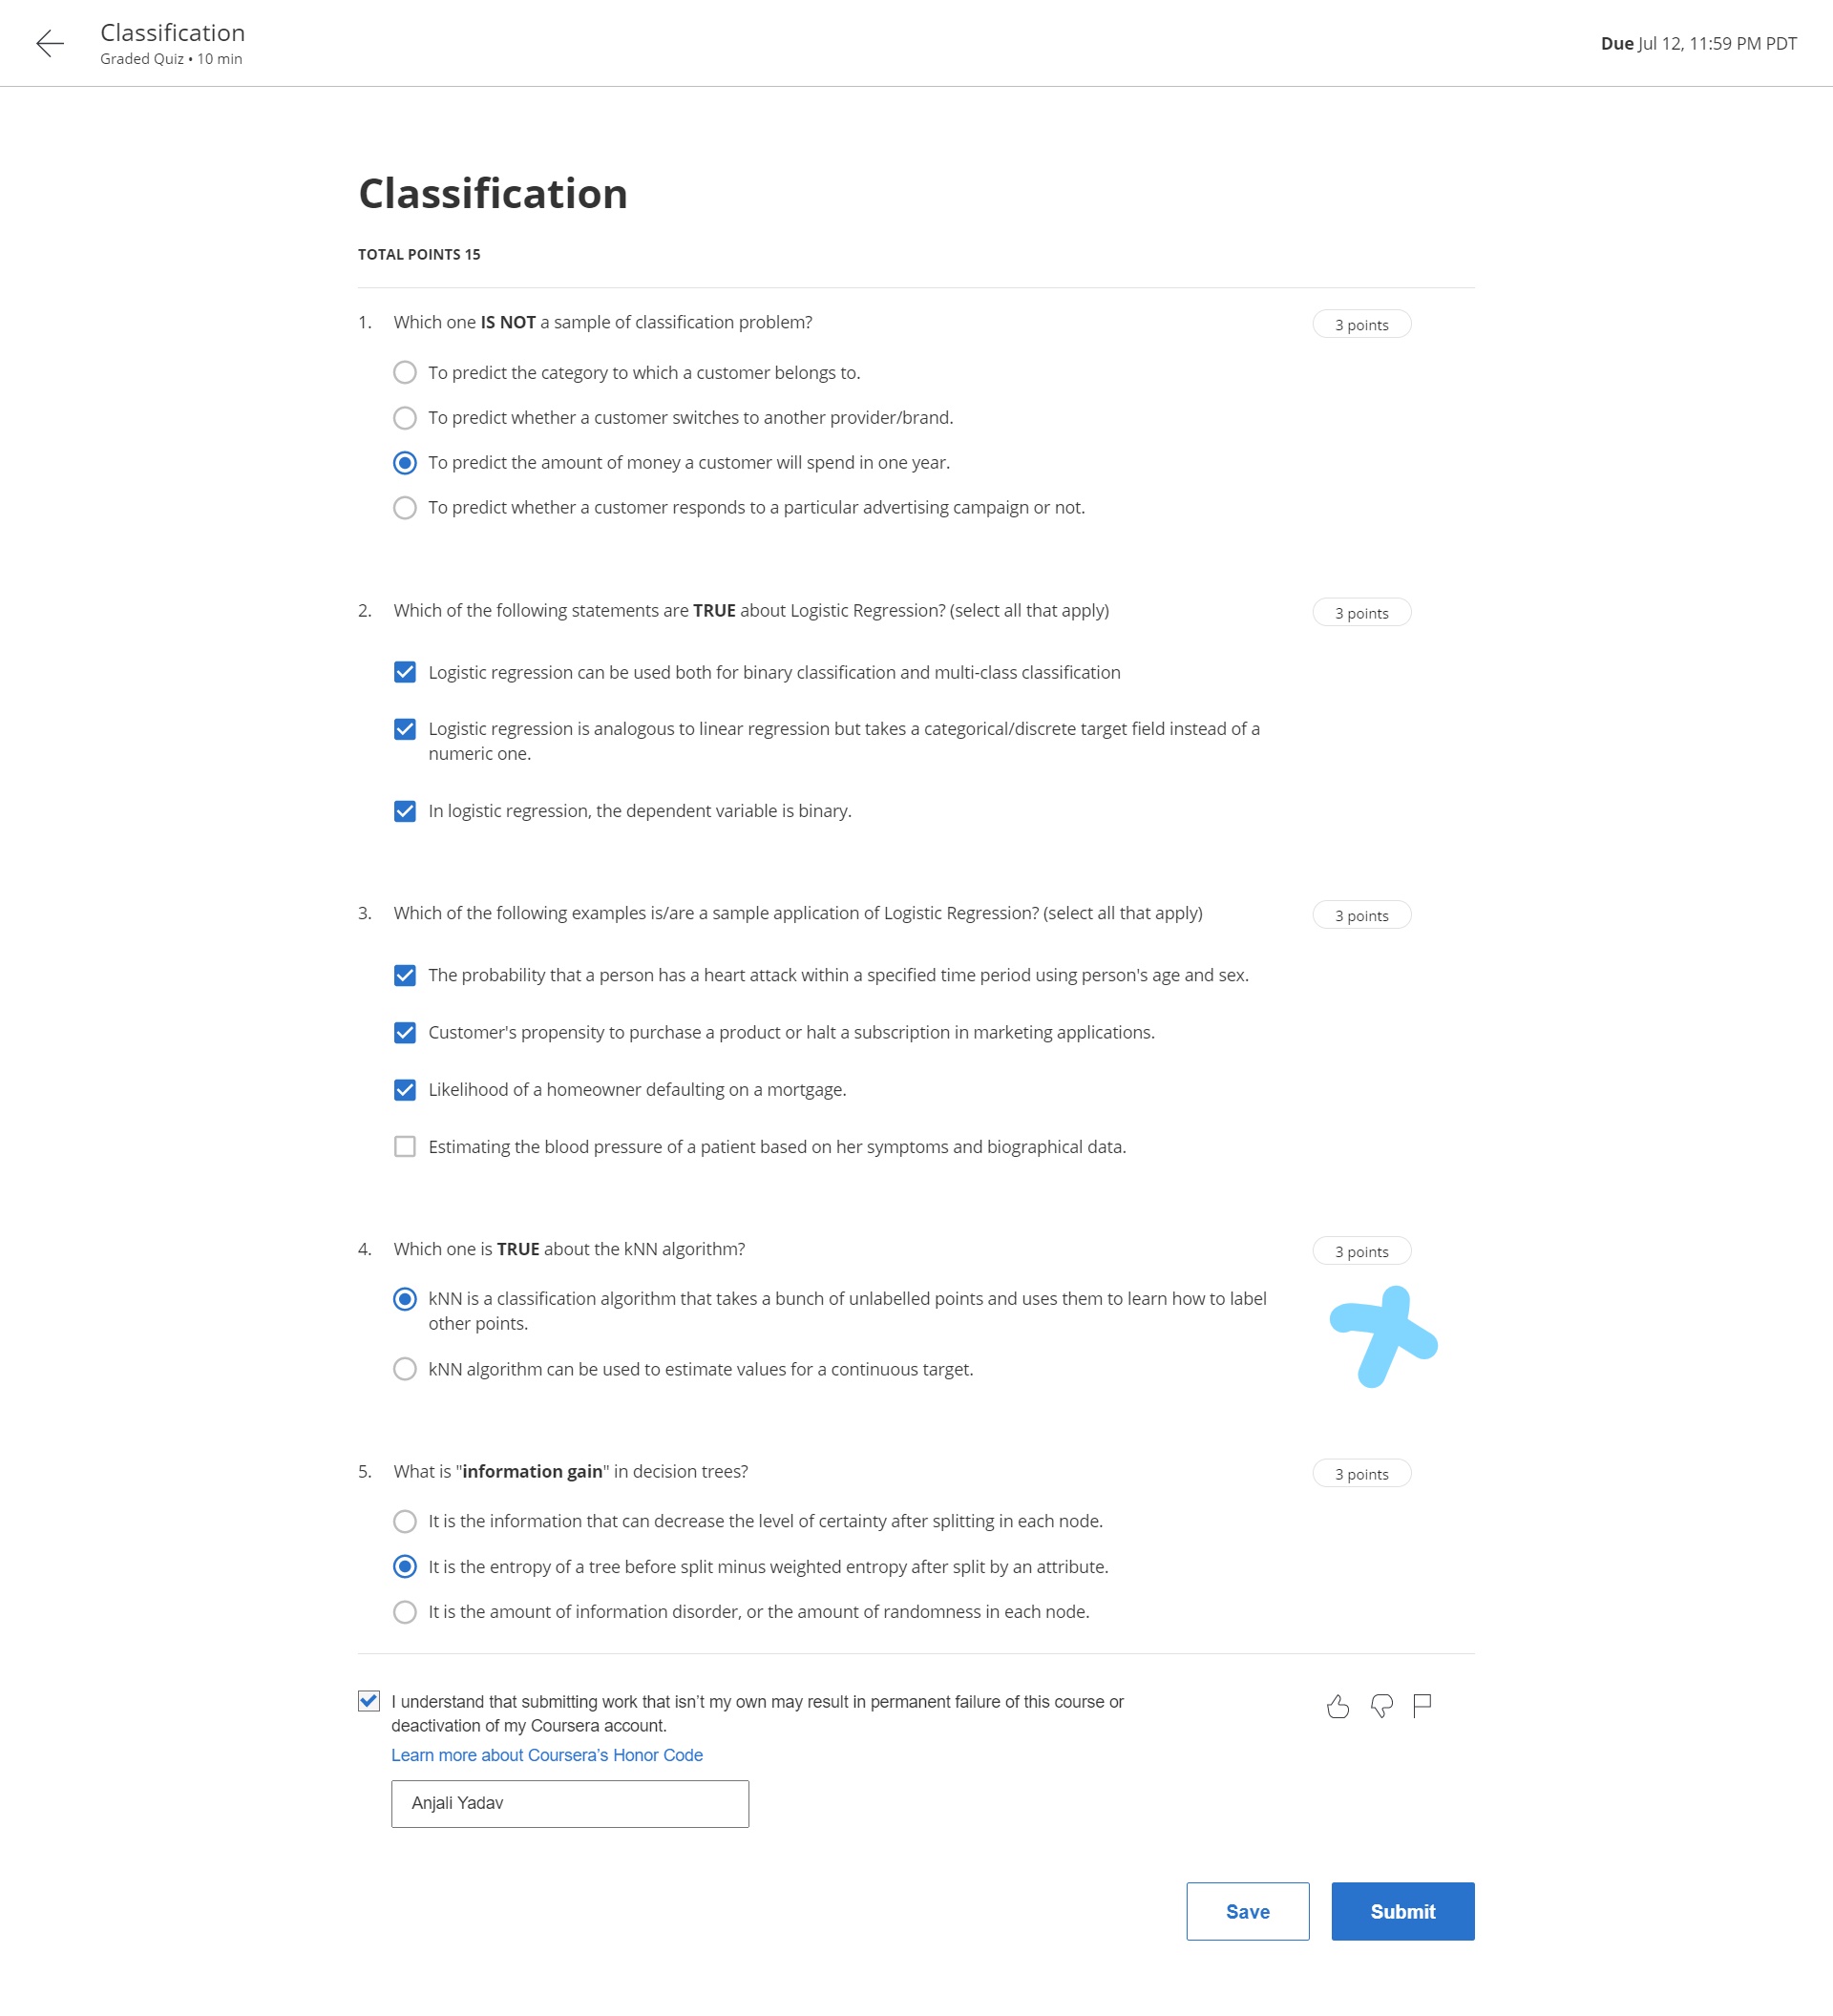 Classification
Graded Quiz • 10 min
Due Jul 12, 11:59 PM PDT
Classification
TOTAL POINTS 15
1. Which one IS NOT a sample of classification problem?
3 points
To predict the category to which a customer belongs to.
To predict whether a customer switches to another provider/brand.
To predict the amount of money a customer will spend in one year.
To predict whether a customer responds to a particular advertising campaign or not.
2. Which of the following statements are TRUE about Logistic Regression? (select all that apply)
3 points
Logistic regression can be used both for binary classification and multi-class classification
Logistic regression is analogous to linear regression but takes a categorical/discrete target field instead of a
numeric one.
In logistic regression, the dependent variable is binary.
3. Which of the following examples is/are a sample application of Logistic Regression? (select all that apply)
3 points
The probability that a person has a heart attack within a specified time period using person's age and sex.
Customer's propensity to purchase a product or halt a subscription in marketing applications.
Likelihood of a homeowner defaulting on a mortgage.
Estimating the blood pressure of a patient based on her symptoms and biographical data.
4. Which one is TRUE about the kNN algorithm?
3 points
kNN is a classification algorithm that takes a bunch of unlabelled points and uses them to learn how to label
other points.
kNN algorithm can be used to estimate values for a continuous target.
5. What is "information gain" in decision trees?
3 points
It is the information that can decrease the level of certainty after splitting in each node.
It is the entropy of a tree before split minus weighted entropy after split by an attribute.
It is the amount of information disorder, or the amount of randomness in each node.
I understand that submitting work that isn't my own may result in permanent failure of this course or
deactivation of my Coursera account.
Learn more about Coursera's Honor Code
Anjali Yadav
Save
Submit